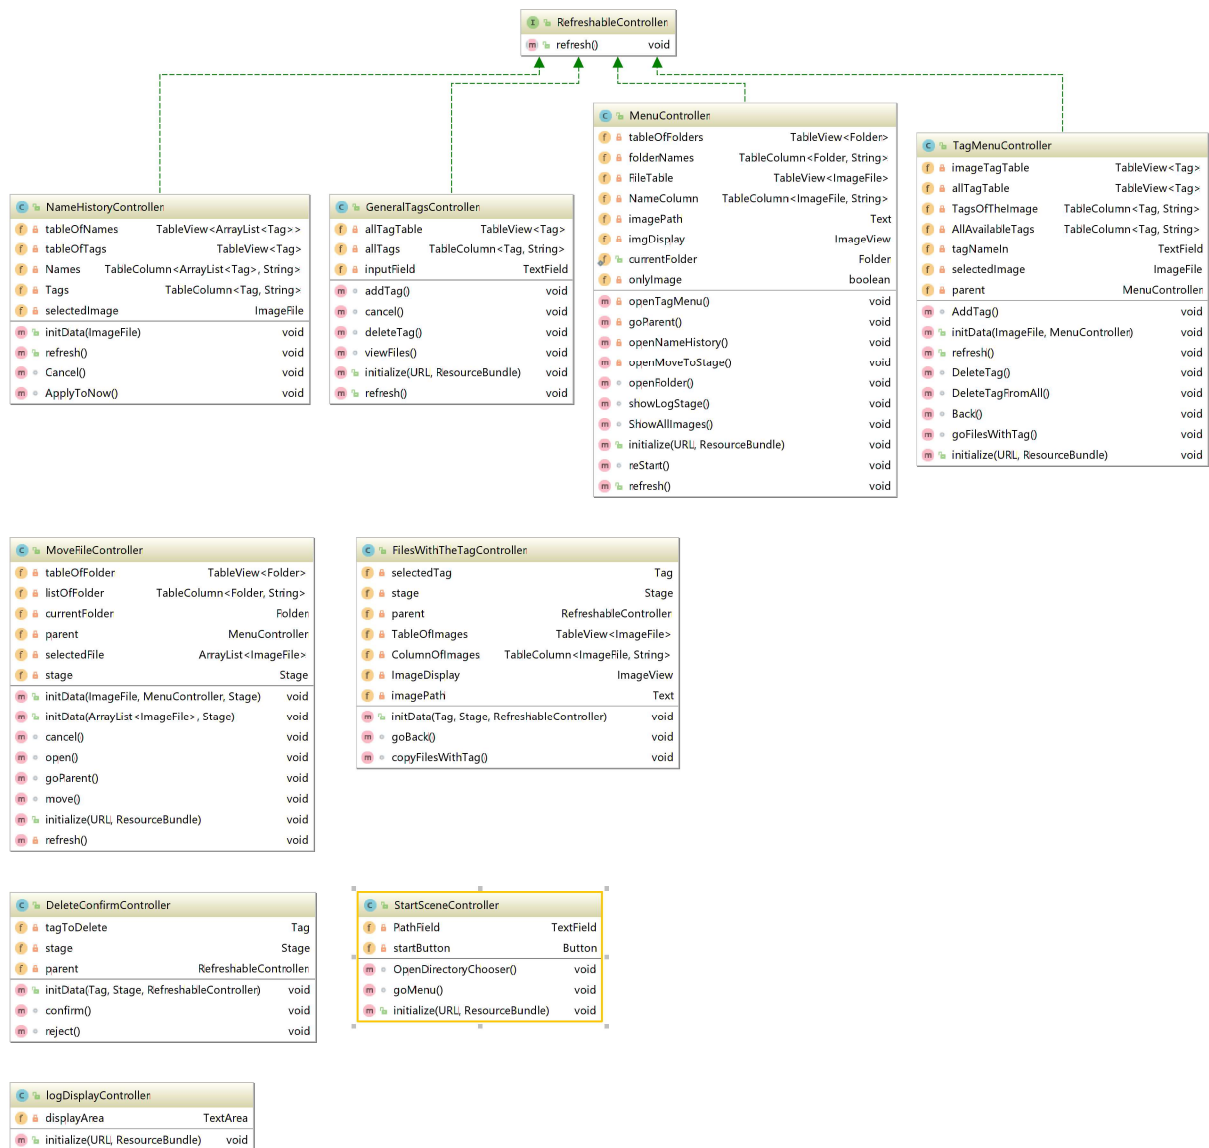 RefreshableController
refresh() void
MenuController
tableOfFolders TableView<Folder>
folderNames TableColumn<Folder, String>
FileTable TableView<ImageFile>
NameColumn TableColumn<ImageFile, String>
imagePath Text
imgDisplay ImageView
currentFolder Folder
onlyImage boolean
openTagMenu() void
goParent() void
openNameHistory() void
openMoveToStage() void
openFolder() void
showLogStage() void
ShowAllImages() void
initialize(URL, ResourceBundle) void
reStart() void
refresh() void
TagMenuController
imageTagTable TableView<Tag>
allTagTable TableView<Tag>
TagsOfTheImage TableColumn<Tag, String>
AllAvailableTags TableColumn<Tag, String>
tagNameIn TextField
selectedImage ImageFile
parent MenuController
AddTag() void
initData(ImageFile, MenuController) void
refresh() void
DeleteTag() void
DeleteTagFromAll() void
Back() void
goFilesWithTag() void
initialize(URL, ResourceBundle) void
NameHistoryController
tableOfNames TableView<ArrayList<Tag>>
tableOfTags TableView<Tag>
Names TableColumn<ArrayList<Tag>, String>
Tags TableColumn<Tag, String>
selectedImage ImageFile
initData(ImageFile) void
refresh() void
Cancel() void
ApplyToNow() void
GeneralTagsController
allTagTable TableView<Tag>
allTags TableColumn<Tag, String>
inputField TextField
addTag() void
cancel() void
deleteTag() void
viewFiles() void
initialize(URL, ResourceBundle) void
refresh() void
MoveFileController
tableOfFolder TableView<Folder>
listOfFolder TableColumn<Folder, String>
currentFolder Folder
parent MenuController
selectedFile ArrayList<ImageFile>
stage Stage
initData(ImageFile, MenuController, Stage) void
initData(ArrayList<ImageFile>, Stage) void
cancel() void
open() void
goParent() void
move() void
initialize(URL, ResourceBundle) void
refresh() void
FilesWithTheTagController
selectedTag Tag
stage Stage
parent RefreshableController
TableOfImages TableView<ImageFile>
ColumnOfImages TableColumn<ImageFile, String>
ImageDisplay ImageView
imagePath Text
initData(Tag, Stage, RefreshableController) void
goBack() void
copyFilesWithTag() void
DeleteConfirmController
tagToDelete Tag
stage Stage
parent RefreshableController
initData(Tag, Stage, RefreshableController) void
confirm() void
reject() void
StartSceneController
PathField TextField
startButton Button
OpenDirectoryChooser() void
goMenu() void
initialize(URL, ResourceBundle) void
logDisplayController
displayArea TextArea
initialize(URL, ResourceBundle) void